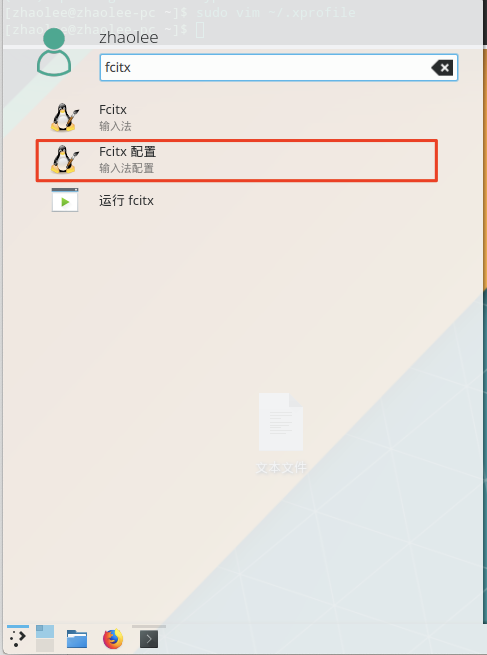 [zhaolee@zhaolee-pc ~]$ sudo vim ~/.xprofile
[zhaolee@zhaolee-pc ~]$
zhaolee
fcitx
Fcitx
输入法
Fcitx 配置
输入法配置
运行 fcitx
文本文件